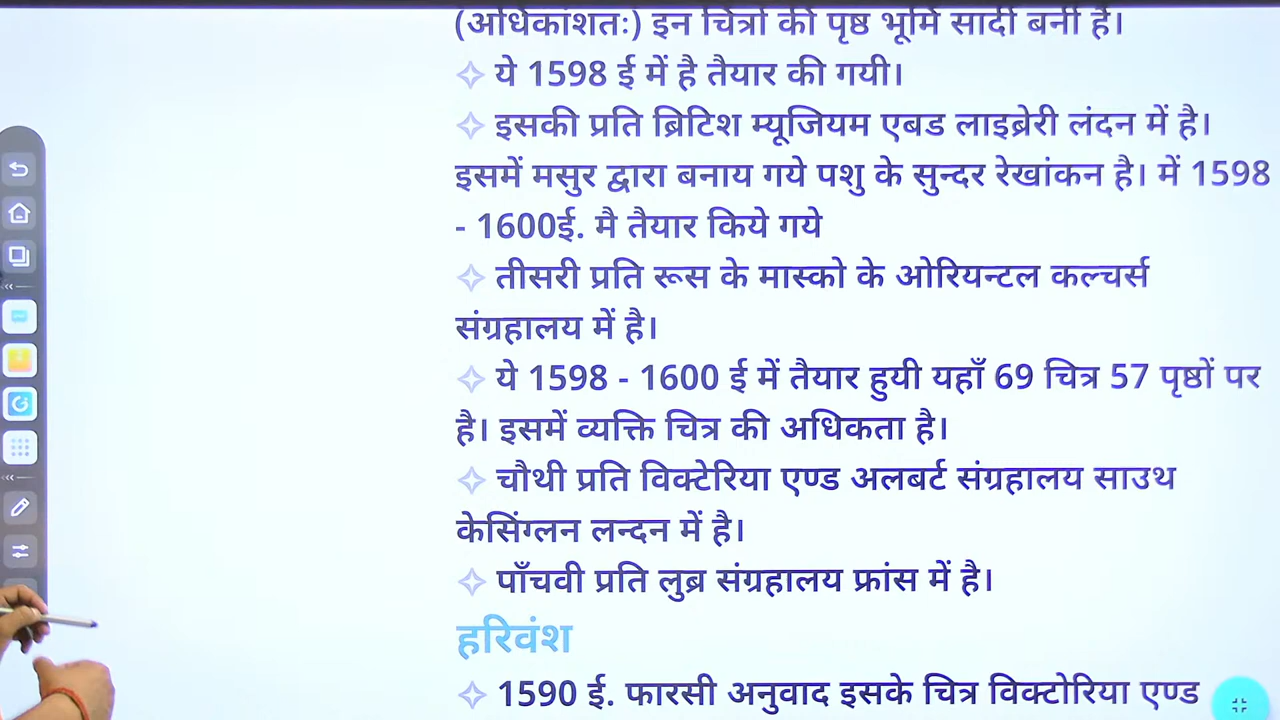 (अधिकांशतः) इन चित्रों की पृष्ठ भूमि सादी बनी है।
✧ ये 1598 ई में है तैयार की गयी।
✧ इसकी प्रति ब्रिटिश म्यूजियम एबड लाइब्रेरी लंदन में है।
इसमें मसुर द्वारा बनाय गये पशु के सुन्दर रेखांकन है। में 1598
- 1600ई. मै तैयार किये गये
✧ तीसरी प्रति रूस के मास्को के ओरियन्टल कल्चर्स
संग्रहालय में है।
✧ ये 1598 - 1600 ई में तैयार हुयी यहाँ 69 चित्र 57 पृष्ठों पर
है। इसमें व्यक्ति चित्र की अधिकता है।
✧ चौथी प्रति विक्टेरिया एण्ड अलबर्ट संग्रहालय साउथ
केसिंग्लन लन्दन में है।
✧ पाँचवी प्रति लुब्र संग्रहालय फ्रांस में है।
हरिवंश
✧ 1590 ई. फारसी अनुवाद इसके चित्र विक्टोरिया एण्ड